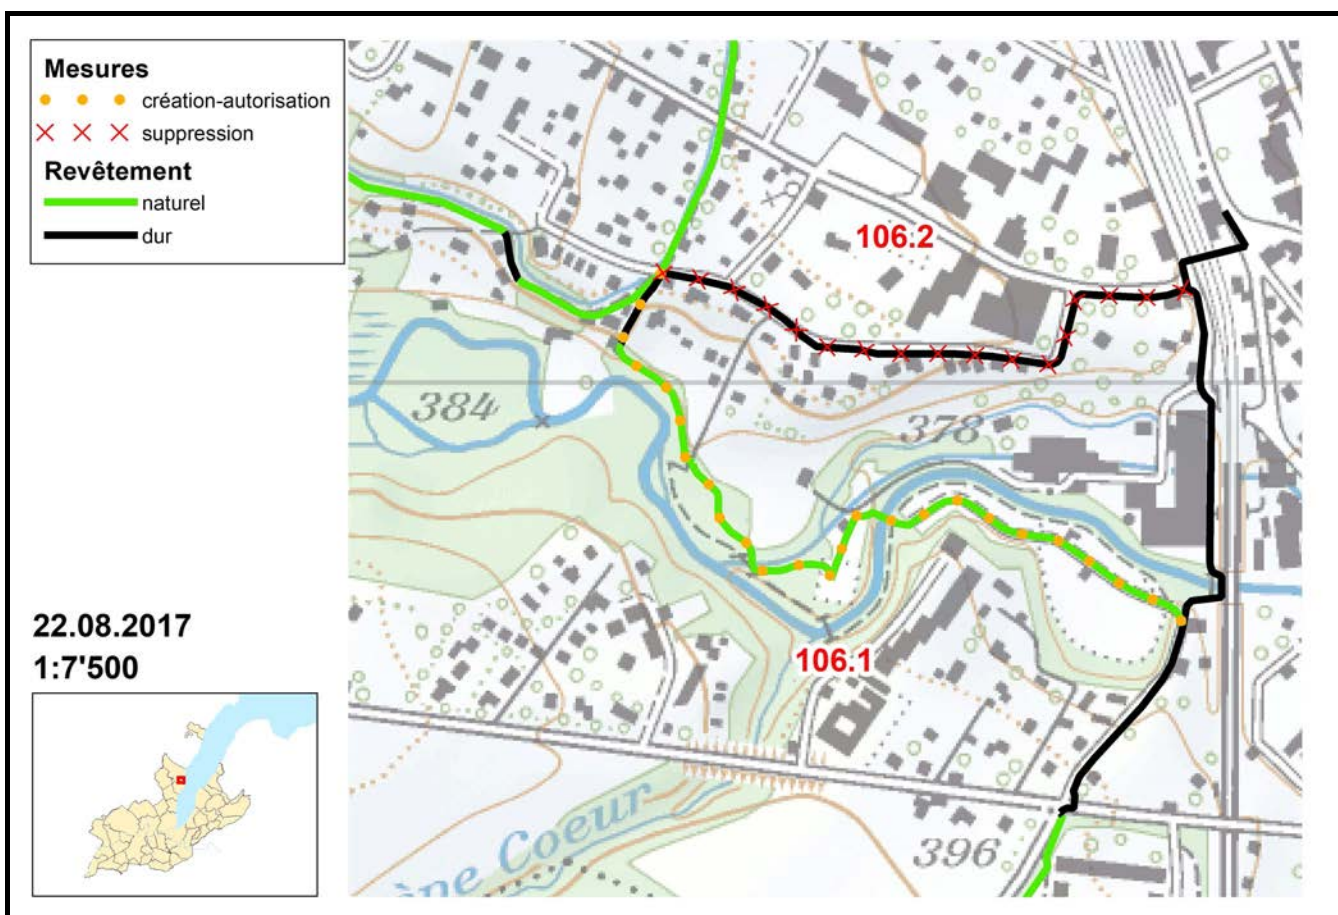 Mesures
création-autorisation
suppression
Revêtement
naturel
dur
106.2
384
378
22.08.2017
1:7'500
106.1
396
ène Coeur